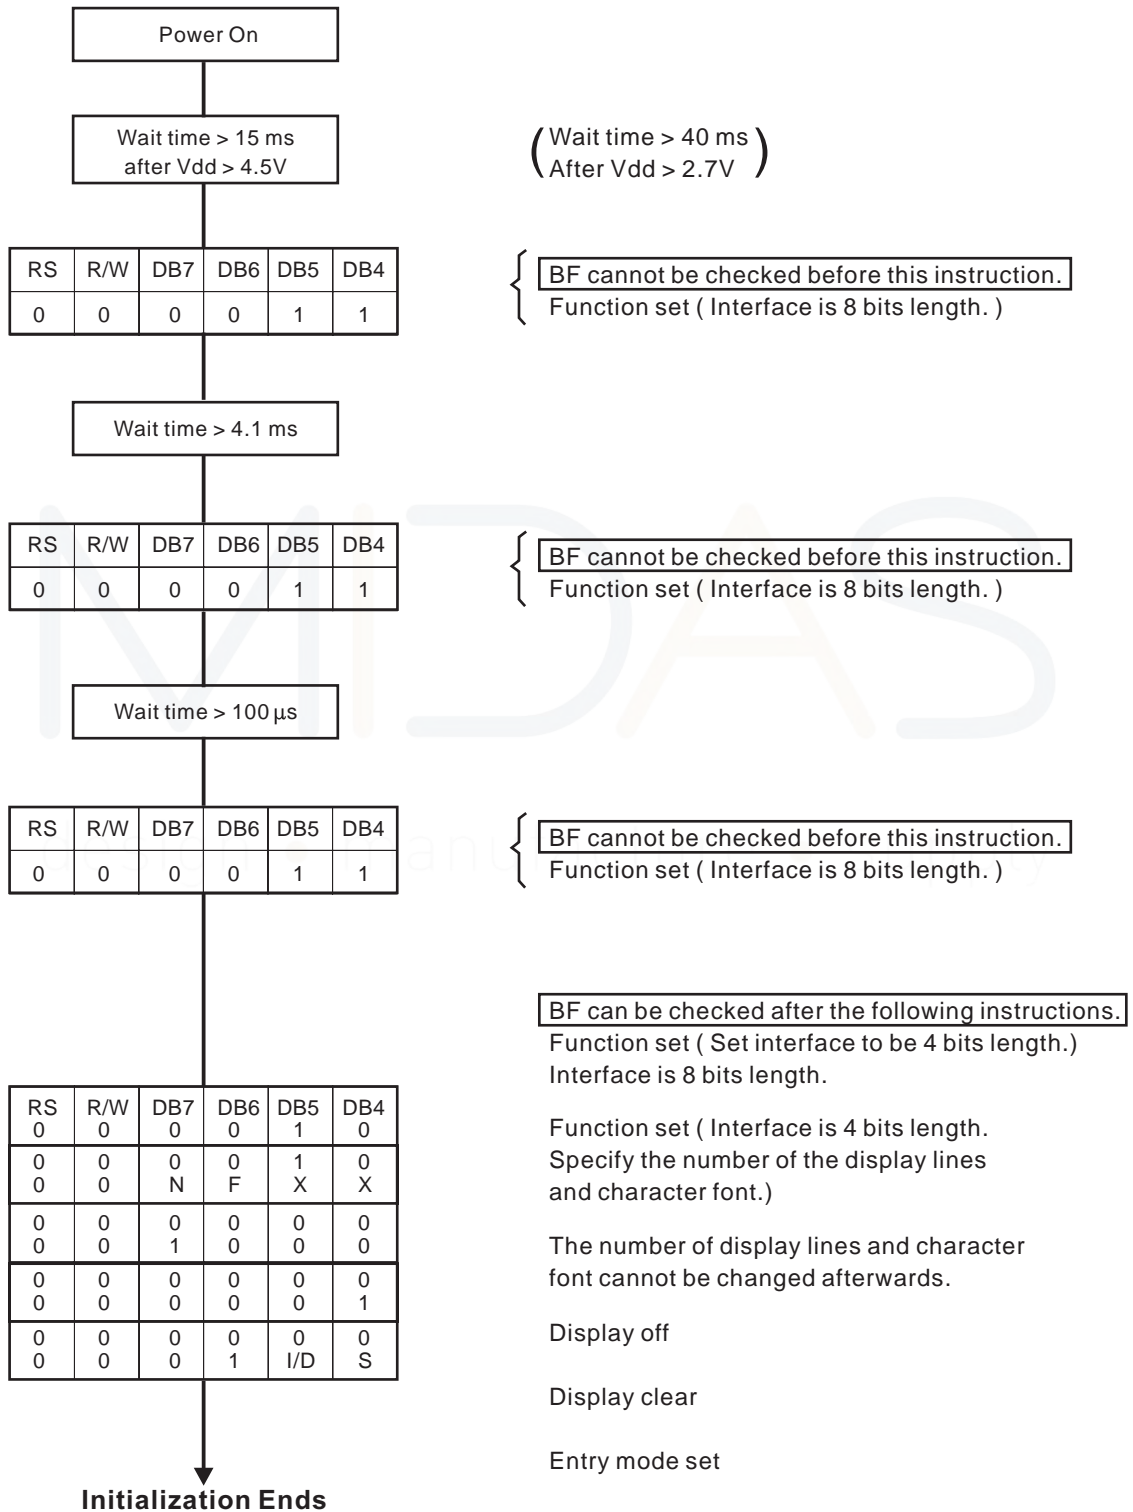 Power On
Wait time > 15 ms
after Vdd > 4.5V
Wait time > 40 ms
After Vdd > 2.7V
RS R/W DB7 DB6 DB5 DB4
0 0 0 0 1 1
BF cannot be checked before this instruction.
Function set ( Interface is 8 bits length. )
Wait time > 4.1 ms
RS R/W DB7 DB6 DB5 DB4
0 0 0 0 1 1
BF cannot be checked before this instruction.
Function set ( Interface is 8 bits length. )
MIDAS
Wait time > 100 µs
RS R/W DB7 DB6 DB5 DB4
0 0 0 0 1 1
BF cannot be checked before this instruction.
Function set ( Interface is 8 bits length. )
BF can be checked after the following instructions.
Function set ( Set interface to be 4 bits length.)
Interface is 8 bits length.
RS R/W DB7 DB6 DB5 DB4
0 0 0 0 1 0
0 0 0 0 1 0
0 0 N F X X
0 0 0 0 0 0
0 0 1 0 0 0
0 0 0 0 0 0
0 0 0 0 0 1
0 0 0 0 0 0
0 0 0 1 I/D S
Function set ( Interface is 4 bits length.
Specify the number of the display lines
and character font.)
The number of display lines and character
font cannot be changed afterwards.
Display off
Display clear
Entry mode set
Initialization Ends